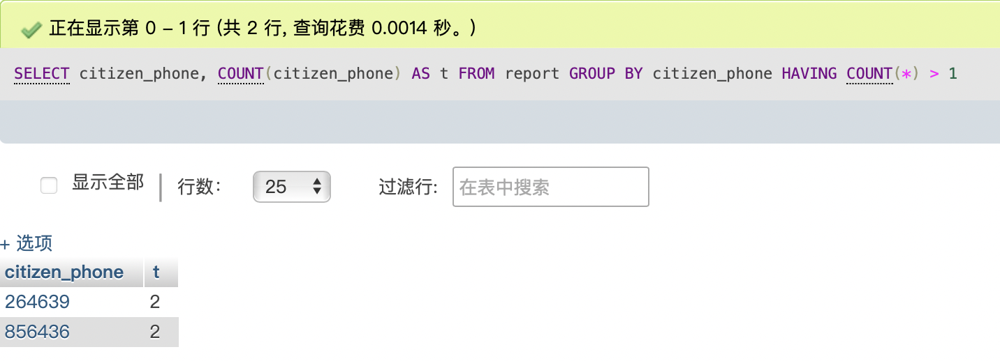 正在显示第 0 - 1 行 (共 2 行, 查询花费 0.0014 秒。)
SELECT citizen_phone, COUNT(citizen_phone) AS t FROM report GROUP BY citizen_phone HAVING COUNT(*) > 1
显示全部 | 行数: 25 过滤行: 在表中搜索
+ 选项
citizen_phone t
264639 2
856436 2